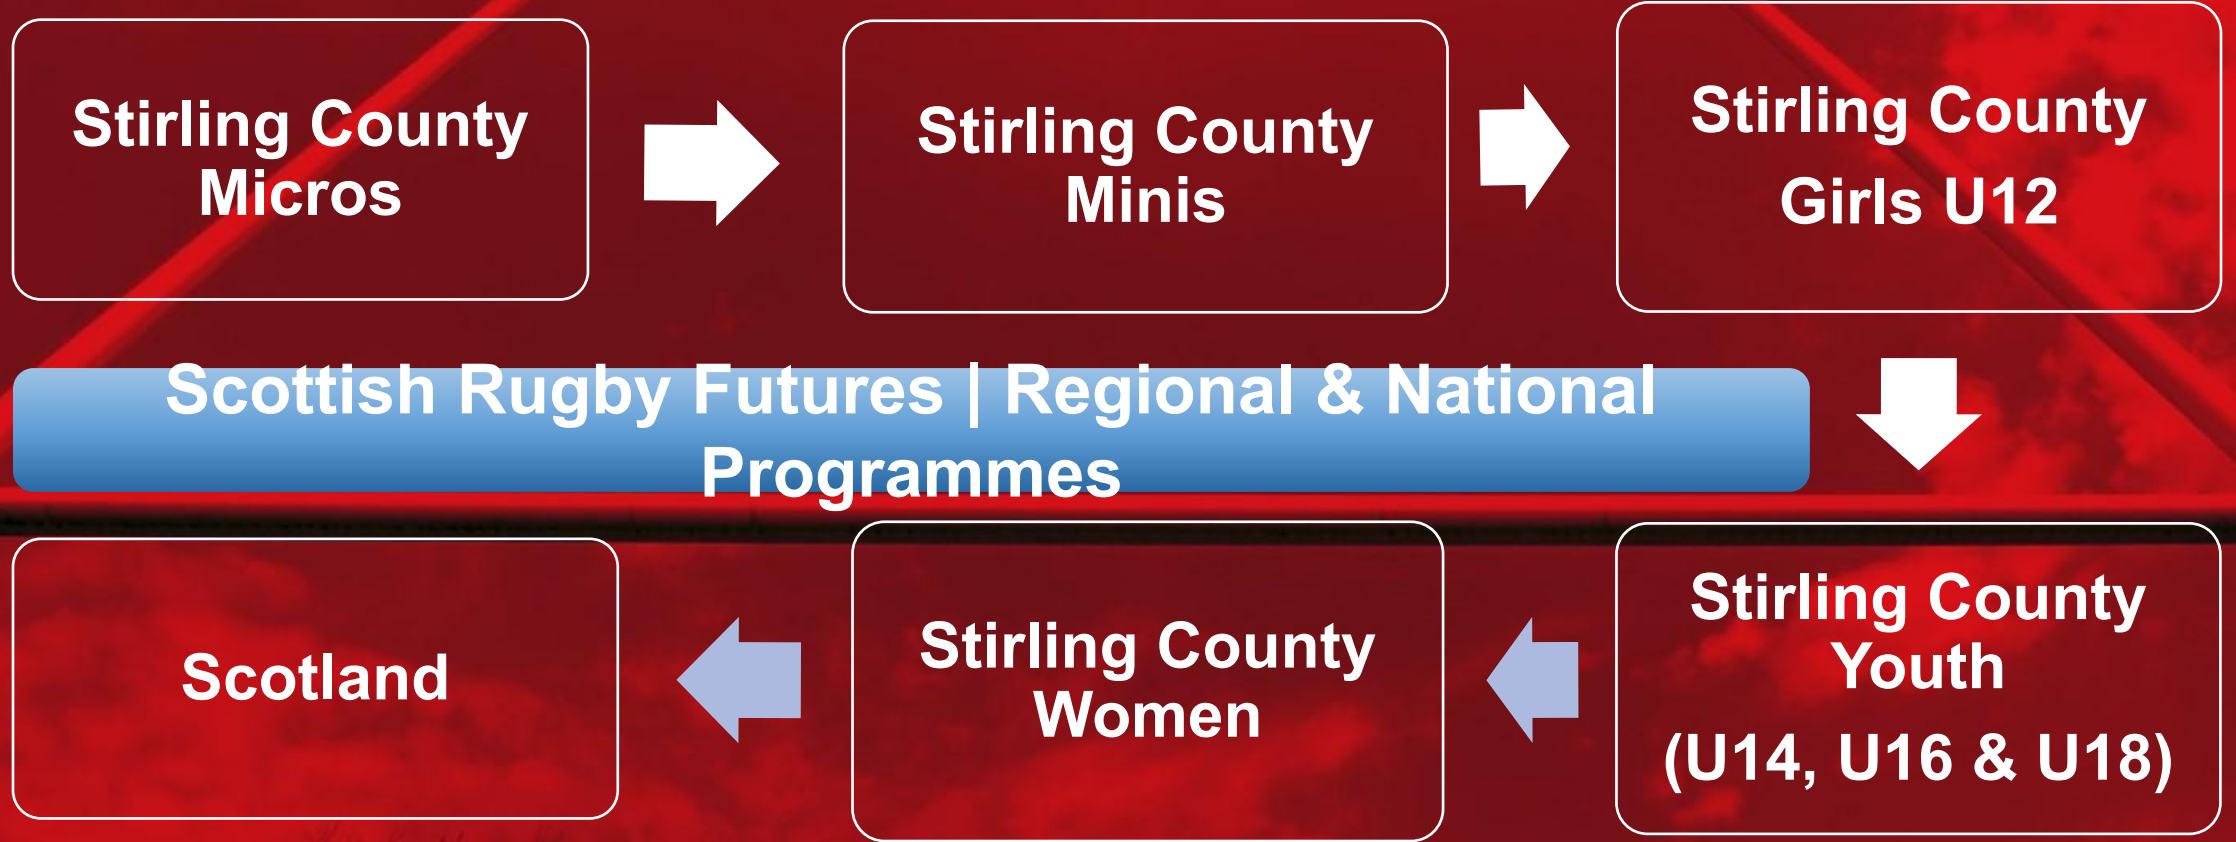 Stirling County
Micros
Stirling County
Minis
Stirling County
Girls U12
Scottish Rugby Futures | Regional & National
Programmes
Scotland
Stirling County
Women
Stirling County
Youth
(U14, U16 & U18)